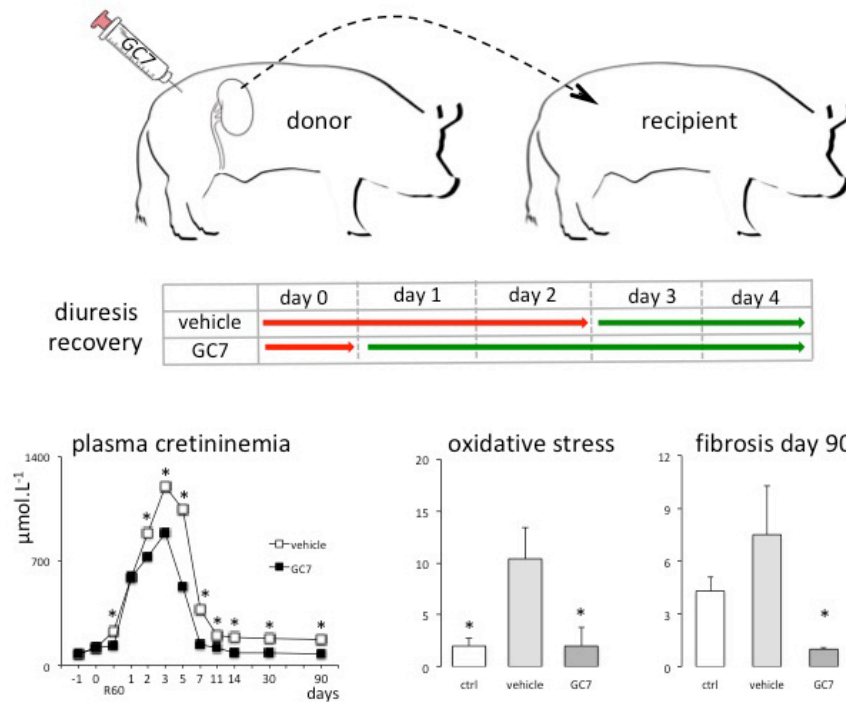 GC7
donor
recipient
diuresis
recovery
day 0 day 1 day 2 day 3 day 4
vehicle
GC7
plasma cretininemia
μmol.L-1
1400
*
*
*
*
700
*
*
*
*
*
*
0
vehicle
GC7
-1 0 R60 1 2 3 5 7 11 14 30 90
days
oxidative stress
20
15
10
5
0
*
*
ctrl vehicle GC7
fibrosis day 90
12
9
6
3
0
*
ctrl vehicle GC7